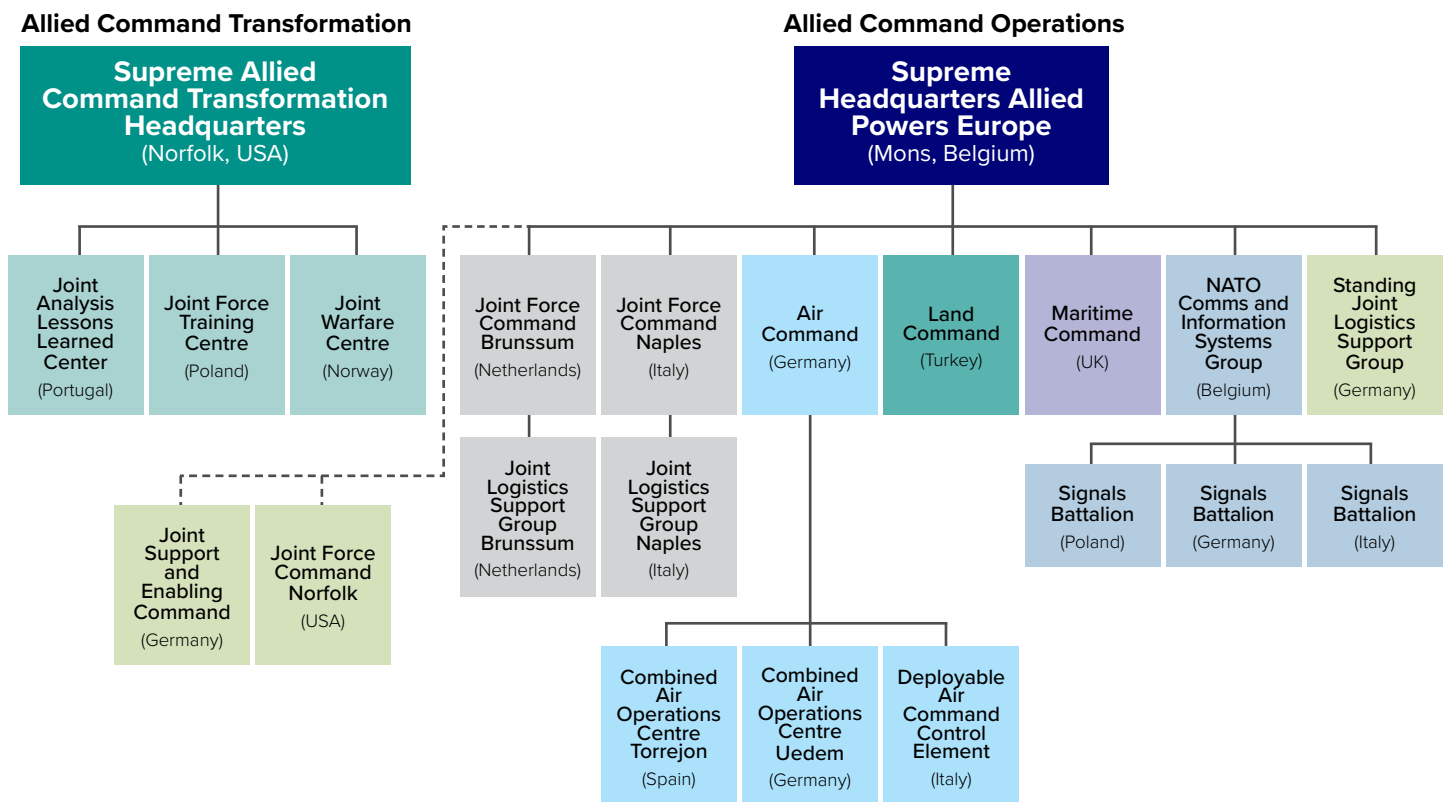 Allied Command Transformation
Supreme Allied
Command Transformation
Headquarters
(Norfolk, USA)
Joint
Analysis
Lessons
Learned
Center
(Portugal)
Joint Force
Training
Centre
(Poland)
Joint
Warfare
Centre
(Norway)
Allied Command Operations
Supreme
Headquarters Allied
Powers Europe
(Mons, Belgium)
Joint Force
Command
Brunssum
(Netherlands)
Joint Force
Command
Naples
(Italy)
Air
Command
(Germany)
Land
Command
(Turkey)
Maritime
Command
(UK)
NATO
Comms and
Information
Systems
Group
(Belgium)
Standing
Joint
Logistics
Support
Group
(Germany)
Joint
Support
and
Enabling
Command
(Germany)
Joint Force
Command
Norfolk
(USA)
Joint
Logistics
Support
Group
Brunssum
(Netherlands)
Joint
Logistics
Support
Group
Naples
(Italy)
Signals
Battalion
(Poland)
Signals
Battalion
(Germany)
Signals
Battalion
(Italy)
Combined
Air
Operations
Centre
Torrejon
(Spain)
Combined
Air
Operations
Centre
Uedem
(Germany)
Deployable
Air
Command
Control
Element
(Italy)